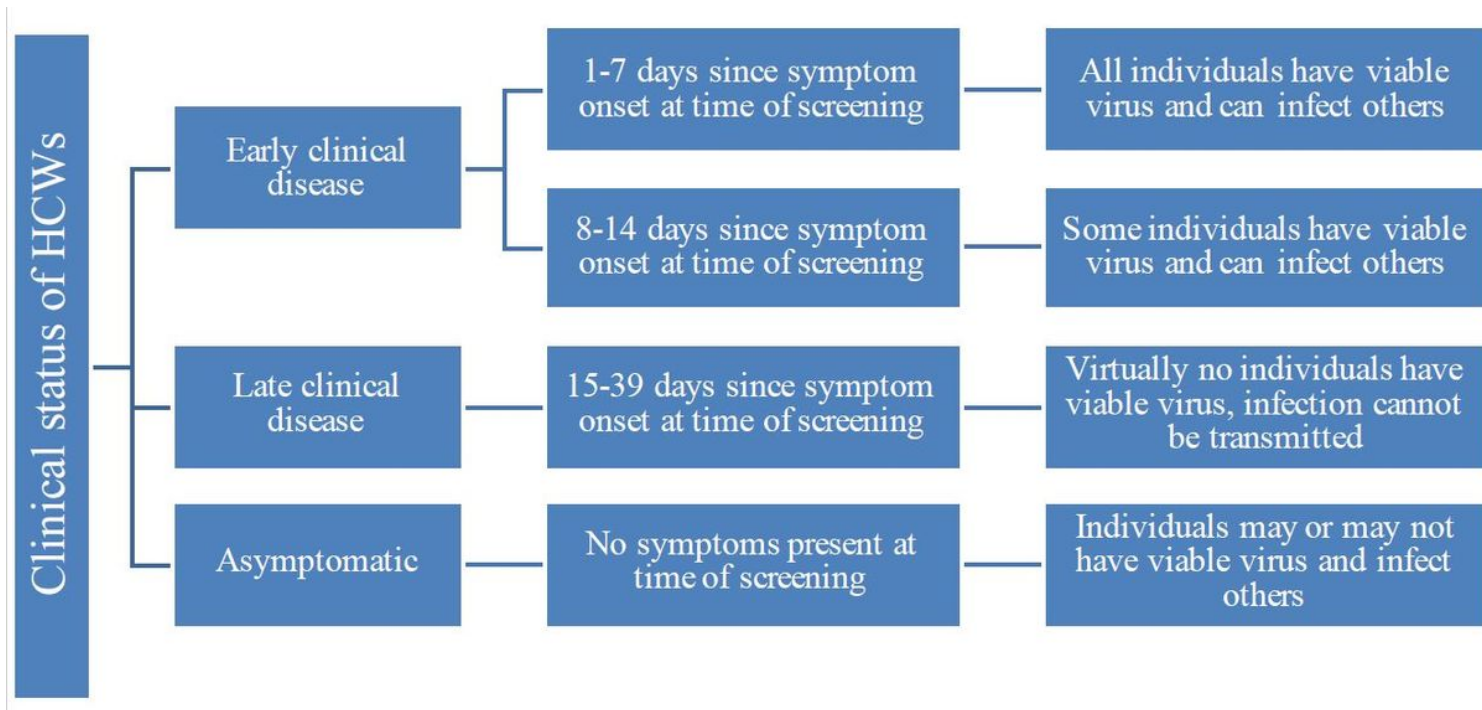 Clinical status of HCWs
Early clinical
disease
1-7 days since symptom
onset at time of screening
All individuals have viable
virus and can infect others
8-14 days since symptom
onset at time of screening
Some individuals have viable
virus and can infect others
Late clinical
disease
15-39 days since symptom
onset at time of screening
Virtually no individuals have
viable virus, infection cannot
be transmitted
Asymptomatic
No symptoms present at
time of screening
Individuals may or may not
have viable virus and infect
others